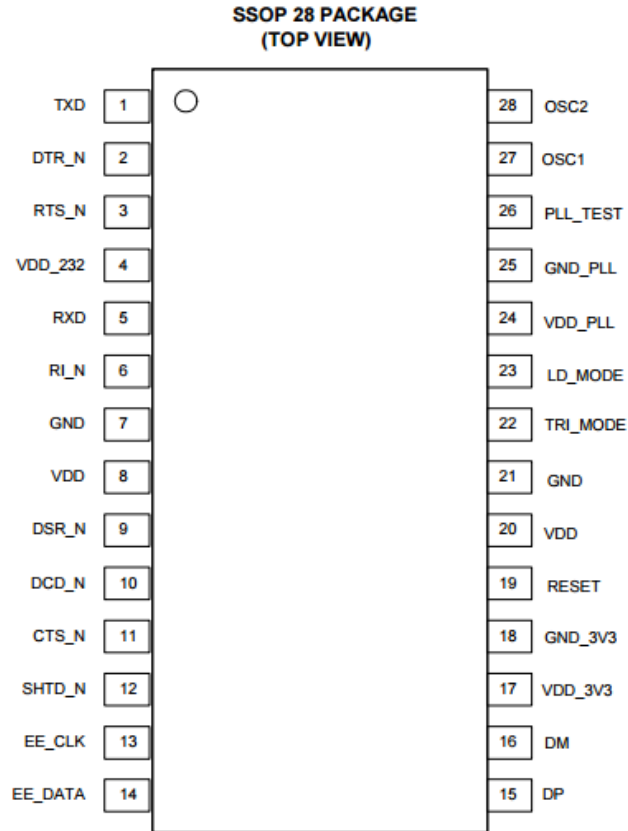 SSOP 28 PACKAGE
(TOP VIEW)
TXD 1 28 OSC2
DTR_N 2 27 OSC1
RTS_N 3 26 PLL_TEST
VDD_232 4 25 GND_PLL
RXD 5 24 VDD_PLL
RI_N 6 23 LD_MODE
GND 7 22 TRI_MODE
VDD 8 21 GND
DSR_N 9 20 VDD
DCD_N 10 19 RESET
CTS_N 11 18 GND_3V3
SHTD_N 12 17 VDD_3V3
EE_CLK 13 16 DM
EE_DATA 14 15 DP